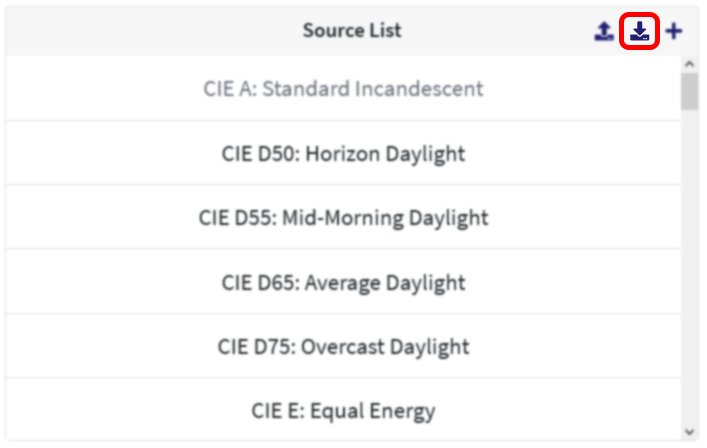 Source List
CIE A: Standard Incandescent
CIE D50: Horizon Daylight
CIE D55: Mid-Morning Daylight
CIE D65: Average Daylight
CIE D75: Overcast Daylight
CIE E: Equal Energy